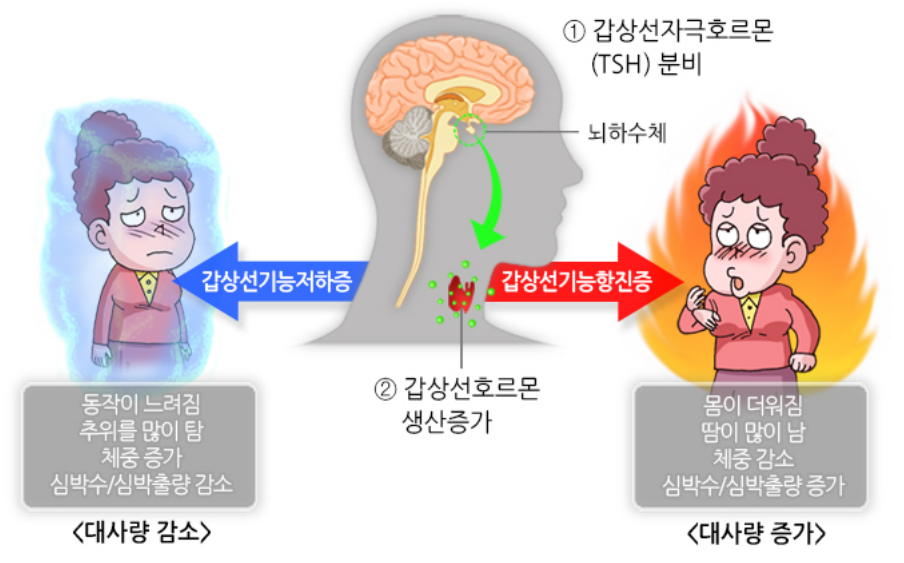 ① 갑상선자극호르몬
(TSH) 분비
뇌하수체
갑상선기능저하증
갑상선기능항진증
② 갑상선호르몬
생산증가
동작이 느려짐
추위를 많이 탐
체중 증가
심박수/심박출량 감소
<대사량 감소>
몸이 더워짐
땀이 많이 남
체중 감소
심박수/심박출량 증가
<대사량 증가>